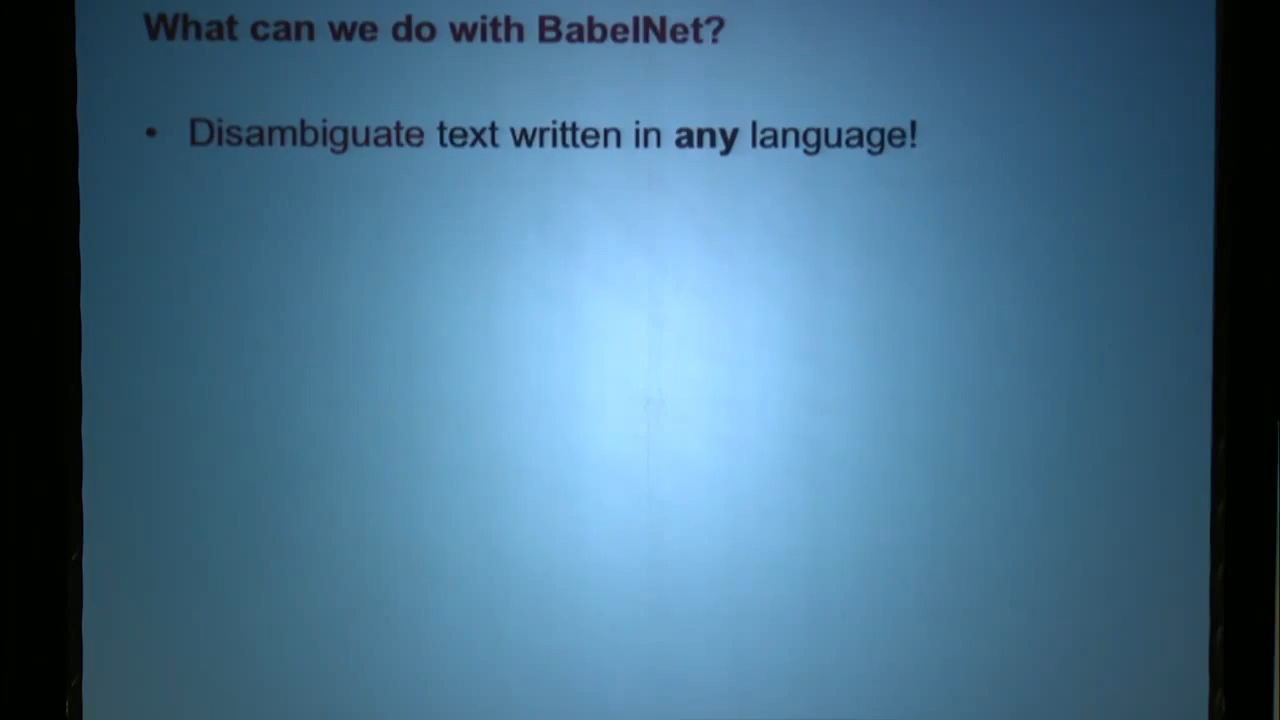 What can we do with BabelNet?
• Disambiguate text written in any language!